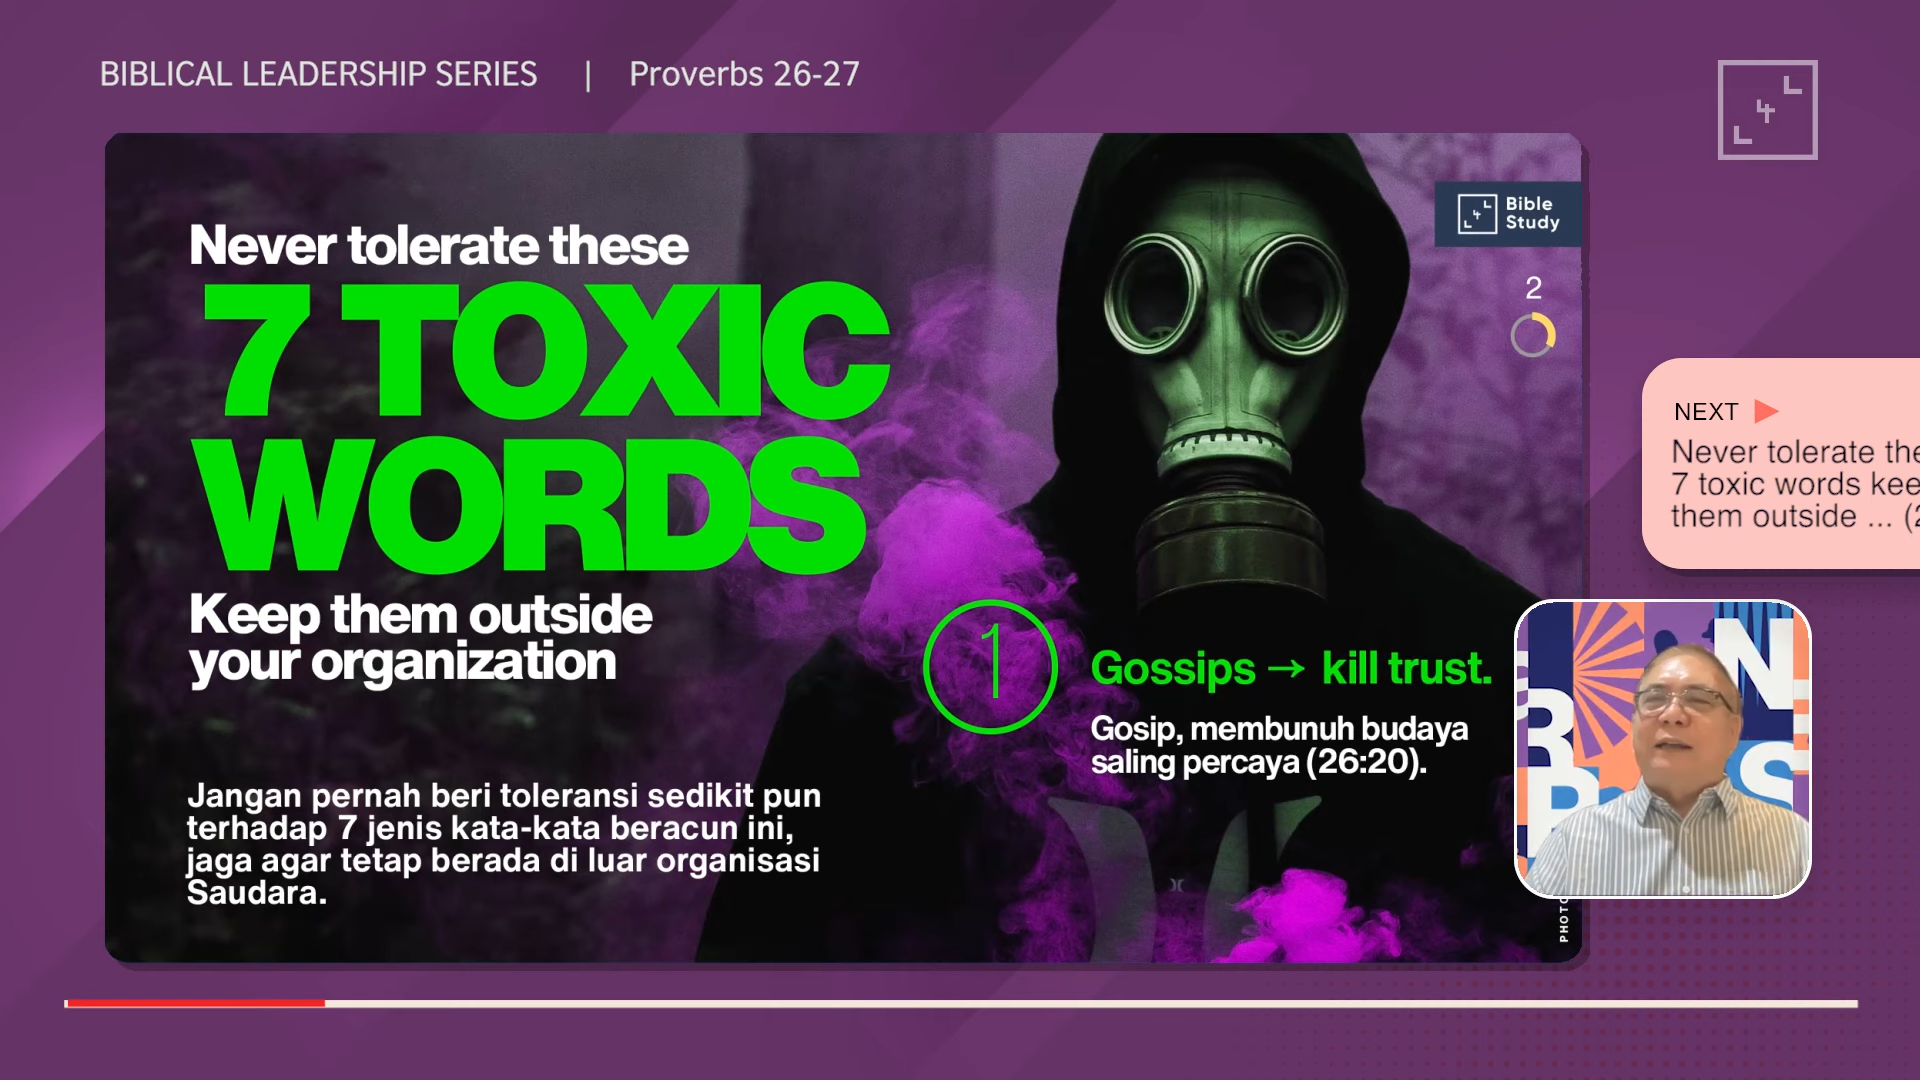 BIBLICAL LEADERSHIP SERIES | Proverbs 26-27
Bible
Study
2
Never tolerate these
7 TOXIC
WORDS
Keep them outside
your organization
Jangan pernah beri toleransi sedikit pun
terhadap 7 jenis kata-kata beracun ini,
jaga agar tetap berada di luar organisasi
Saudara.
1
Gossips → kill trust.
Gosip, membunuh budaya
saling percaya (26:20).
NEXT
Never tolerate the
7 toxic words kee
them outside ... (2